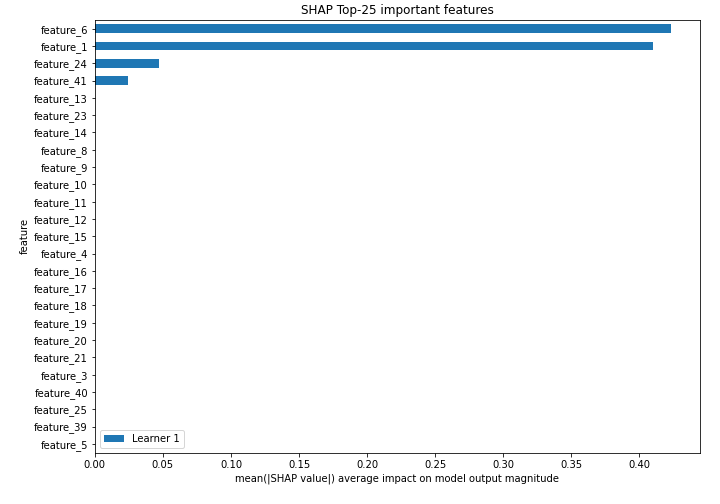 SHAP Top-25 important features
feature_6
feature_1
feature_24
feature_41
feature_13
feature_23
feature_14
feature_8
feature_9
feature_10
feature_11
feature_12
feature_15
feature_4
feature_16
feature_17
feature_18
feature_19
feature_20
feature_21
feature_3
feature_40
feature_25
feature_39
feature_5
feature
Learner 1
0.00 0.05 0.10 0.15 0.20 0.25 0.30 0.35 0.40
mean(|SHAP value|) average impact on model output magnitude